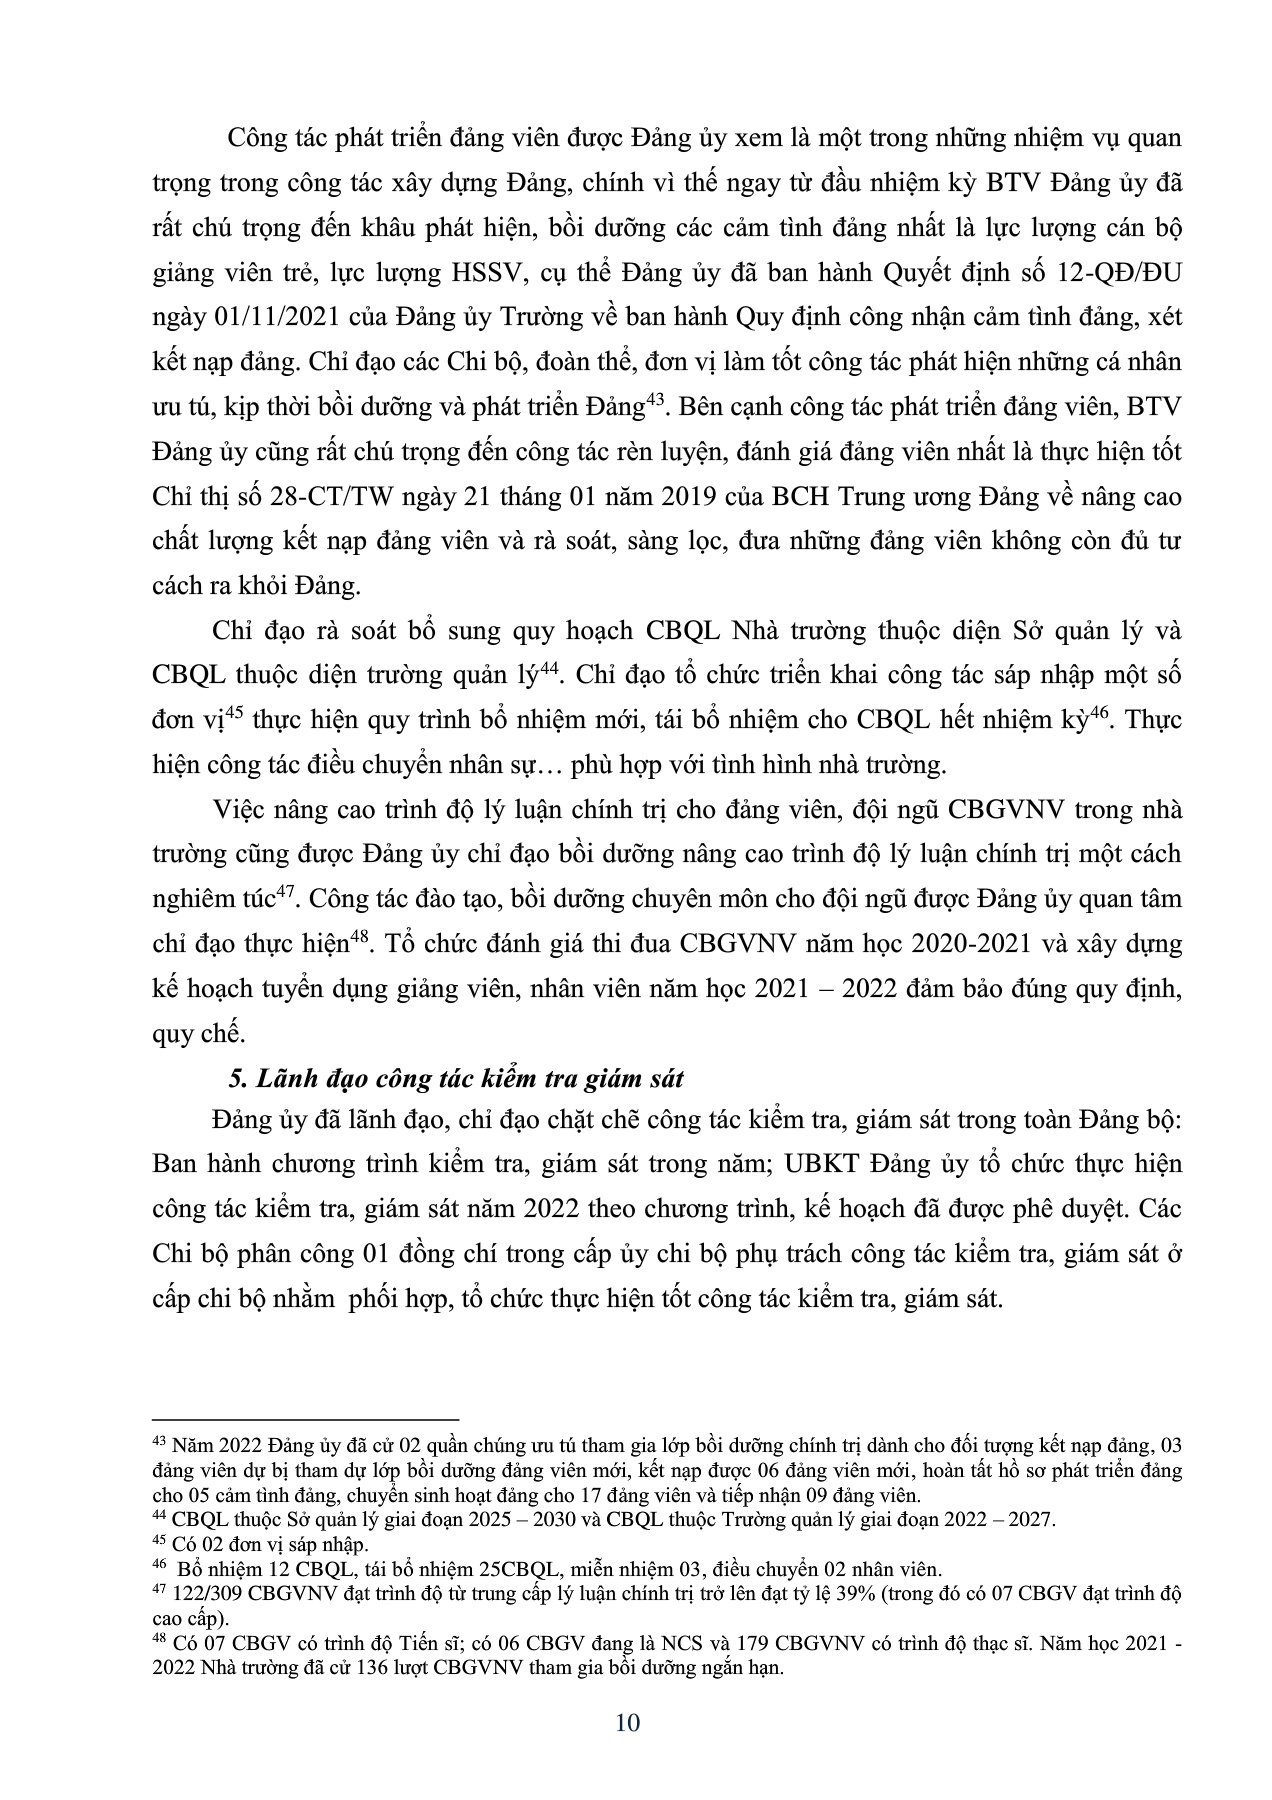 Công tác phát triển đảng viên được Đảng ủy xem là một trong những nhiệm vụ quan
trọng trong công tác xây dựng Đảng, chính vì thế ngay từ đầu nhiệm kỳ BTV Đảng ủy đã
rất chú trọng đến khâu phát hiện, bồi dưỡng các cảm tình đảng nhất là lực lượng cán bộ
giảng viên trẻ, lực lượng HSSV, cụ thể Đảng ủy đã ban hành Quyết định số 12-QĐ/ĐU
ngày 01/11/2021 của Đảng ủy Trường về ban hành Quy định công nhận cảm tình đảng, xét
kết nạp đảng. Chỉ đạo các Chi bộ, đoàn thể, đơn vị làm tốt công tác phát hiện những cá nhân
ưu tú, kịp thời bồi dưỡng và phát triển Đảng43. Bên cạnh công tác phát triển đảng viên, BTV
Đảng ủy cũng rất chú trọng đến công tác rèn luyện, đánh giá đảng viên nhất là thực hiện tốt
Chỉ thị số 28-CT/TW ngày 21 tháng 01 năm 2019 của BCH Trung ương Đảng về nâng cao
chất lượng kết nạp đảng viên và rà soát, sàng lọc, đưa những đảng viên không còn đủ tư
cách ra khỏi Đảng.
Chỉ đạo rà soát bổ sung quy hoạch CBQL Nhà trường thuộc diện Sở quản lý và
CBQL thuộc diện trường quản lý44. Chỉ đạo tổ chức triển khai công tác sáp nhập một số
đơn vị45 thực hiện quy trình bổ nhiệm mới, tái bổ nhiệm cho CBQL hết nhiệm kỳ46. Thực
hiện công tác điều chuyển nhân sự… phù hợp với tình hình nhà trường.
Việc nâng cao trình độ lý luận chính trị cho đảng viên, đội ngũ CBGVNV trong nhà
trường cũng được Đảng ủy chỉ đạo bồi dưỡng nâng cao trình độ lý luận chính trị một cách
nghiêm túc47. Công tác đào tạo, bồi dưỡng chuyên môn cho đội ngũ được Đảng ủy quan tâm
chỉ đạo thực hiện48. Tổ chức đánh giá thi đua CBGVNV năm học 2020-2021 và xây dựng
kế hoạch tuyển dụng giảng viên, nhân viên năm học 2021 – 2022 đảm bảo đúng quy định,
quy chế.
5. Lãnh đạo công tác kiểm tra giám sát
Đảng ủy đã lãnh đạo, chỉ đạo chặt chẽ công tác kiểm tra, giám sát trong toàn Đảng bộ:
Ban hành chương trình kiểm tra, giám sát trong năm; UBKT Đảng ủy tổ chức thực hiện
công tác kiểm tra, giám sát năm 2022 theo chương trình, kế hoạch đã được phê duyệt. Các
Chi bộ phân công 01 đồng chí trong cấp ủy chi bộ phụ trách công tác kiểm tra, giám sát ở
cấp chi bộ nhằm  phối hợp, tổ chức thực hiện tốt công tác kiểm tra, giám sát.
43 Năm 2022 Đảng ủy đã cử 02 quần chúng ưu tú tham gia lớp bồi dưỡng chính trị dành cho đối tượng kết nạp đảng, 03
đảng viên dự bị tham dự lớp bồi dưỡng đảng viên mới, kết nạp được 06 đảng viên mới, hoàn tất hồ sơ phát triển đảng
cho 05 cảm tình đảng, chuyển sinh hoạt đảng cho 17 đảng viên và tiếp nhận 09 đảng viên.
44 CBQL thuộc Sở quản lý giai đoạn 2025 – 2030 và CBQL thuộc Trường quản lý giai đoạn 2022 – 2027.
45 Có 02 đơn vị sáp nhập.
46  Bổ nhiệm 12 CBQL, tái bổ nhiệm 25CBQL, miễn nhiệm 03, điều chuyển 02 nhân viên.
47 122/309 CBGVNV đạt trình độ từ trung cấp lý luận chính trị trở lên đạt tỷ lệ 39% (trong đó có 07 CBGV đạt trình độ
cao cấp).
48 Có 07 CBGV có trình độ Tiến sĩ; có 06 CBGV đang là NCS và 179 CBGVNV có trình độ thạc sĩ. Năm học 2021 -
2022 Nhà trường đã cử 136 lượt CBGVNV tham gia bồi dưỡng ngắn hạn.
10